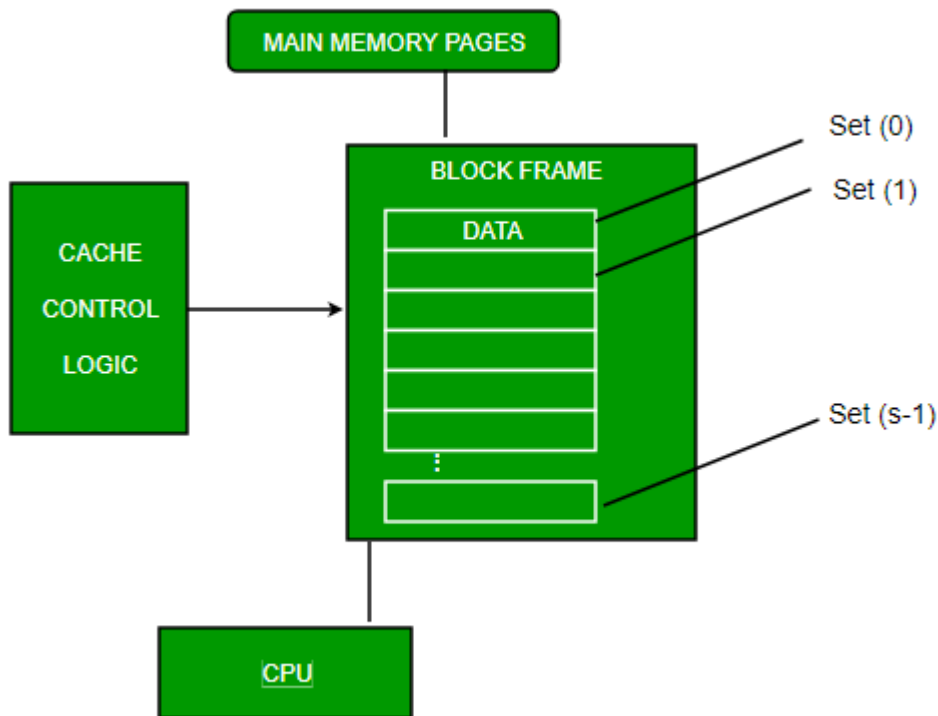 MAIN MEMORY PAGES
Set (0)
BLOCK FRAME
Set (1)
DATA
CACHE
CONTROL
LOGIC
Set (s-1)
CPU